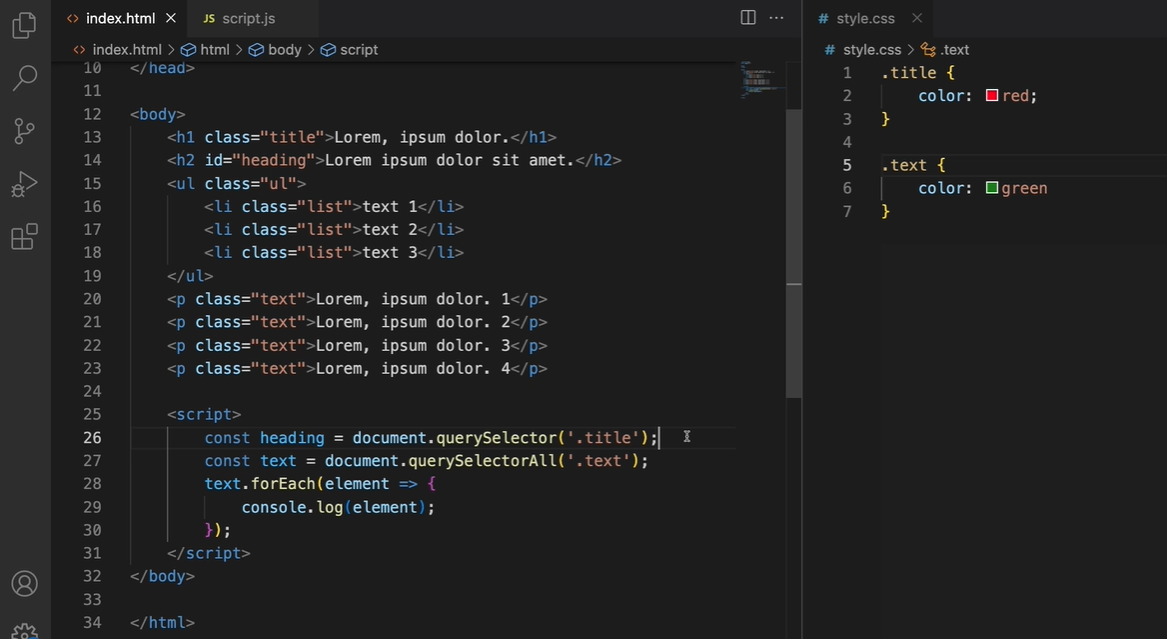 index.html
JS script.js
# style.css
index.html > html > body > script
# style.css > .text
10 </head>
11
12 <body>
13 <h1 class="title">Lorem, ipsum dolor.</h1>
14 <h2 id="heading">Lorem ipsum dolor sit amet.</h2>
15 <ul class="ul">
16 <li class="list">text 1</li>
17 <li class="list">text 2</li>
18 <li class="list">text 3</li>
19 </ul>
20 <p class="text">Lorem, ipsum dolor. 1</p>
21 <p class="text">Lorem, ipsum dolor. 2</p>
22 <p class="text">Lorem, ipsum dolor. 3</p>
23 <p class="text">Lorem, ipsum dolor. 4</p>
24
25 <script>
26 const heading = document.querySelector('.title');
27 const text = document.querySelectorAll('.text');
28 text.forEach(element => {
29 console.log(element);
30 });
31 </script>
32 </body>
33
34 </html>
1 .title {
2 color: red;
3 }
4
5 .text {
6 color: green
7 }